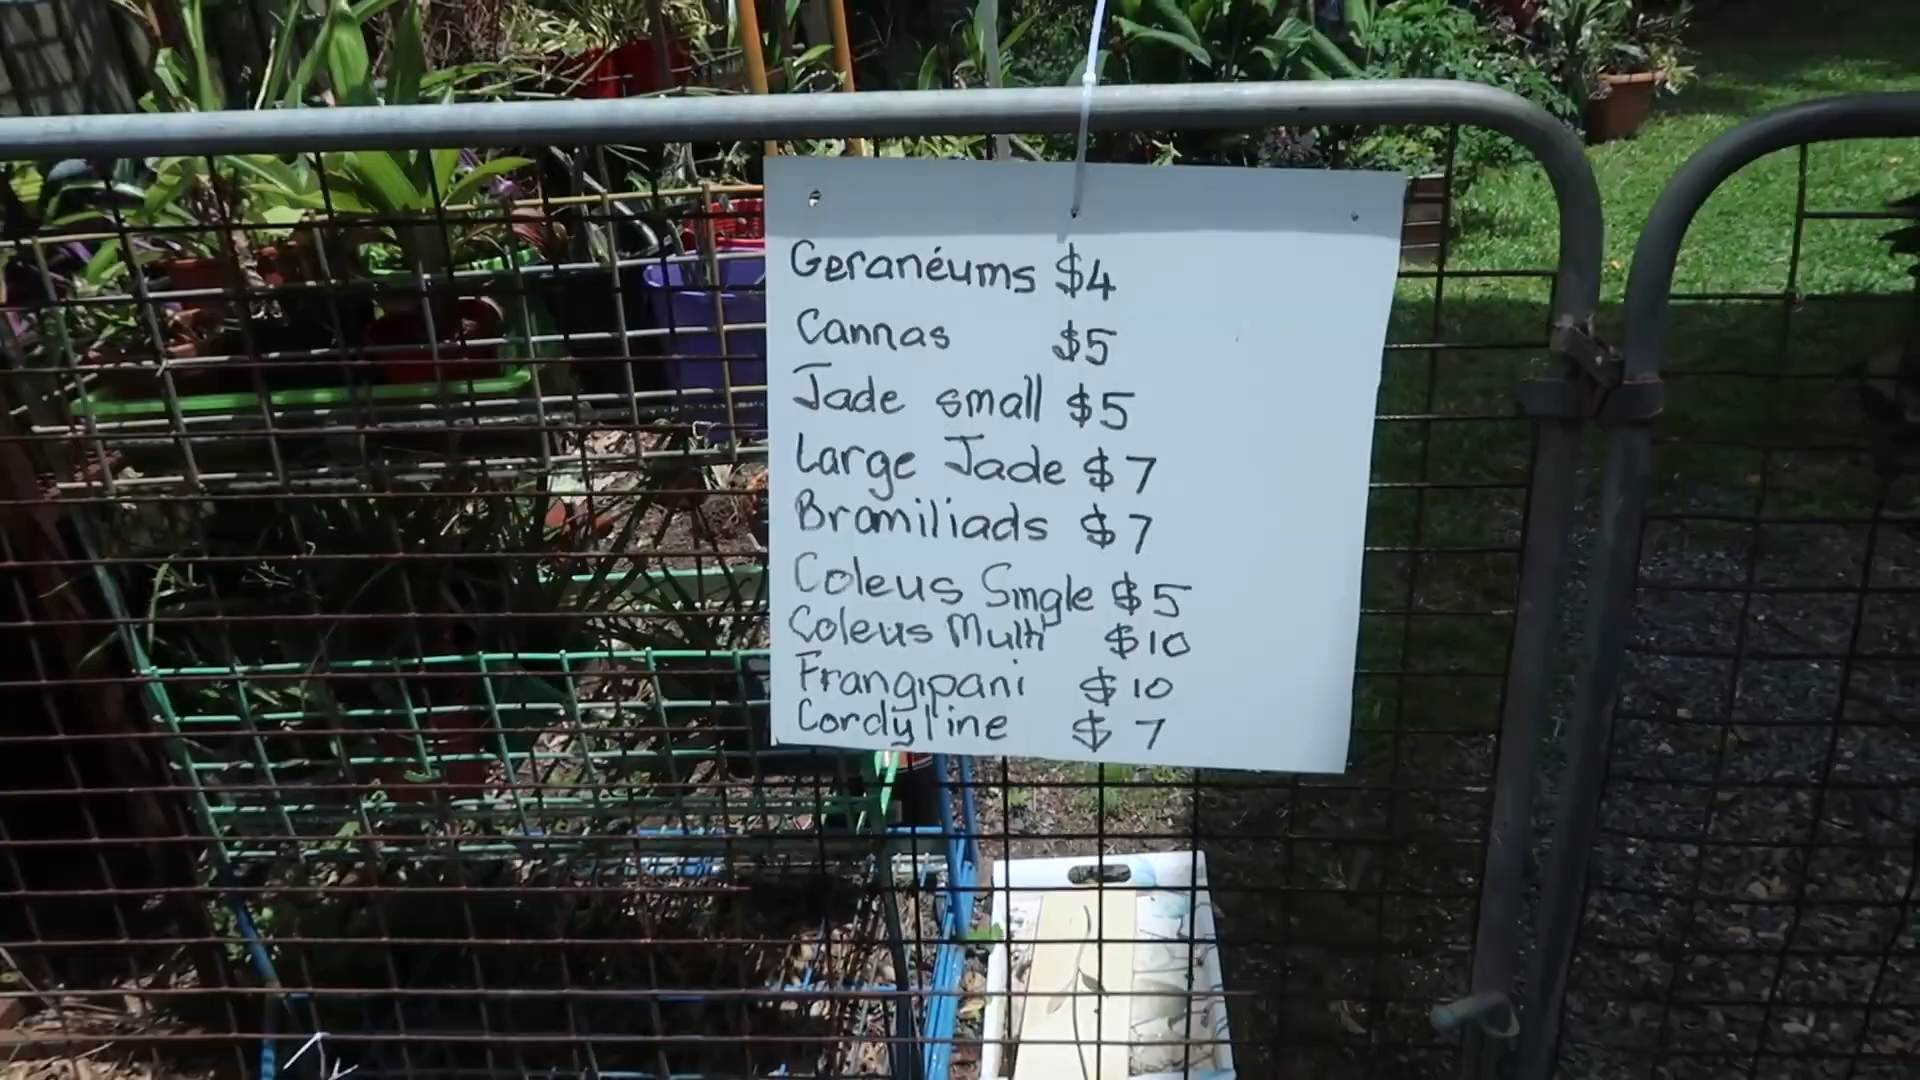 Geranéums $4
Cannas $5
Jade small $5
Large Jade $7
Bromiliads $7
Coleus Single $5
Coleus Multi $10
Frangipani $10
Cordyline $7